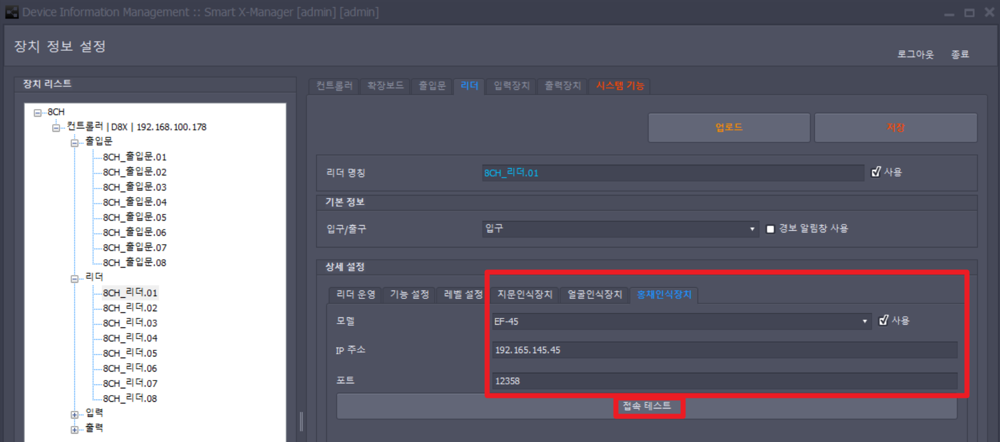 Device Information Management :: Smart X-Manager [admin] [admin]
장치 정보 설정
로그아웃 종료
장치 리스트
8CH
컨트롤러 | D8X | 192.168.100.178
출입문
8CH_출입문.01
8CH_출입문.02
8CH_출입문.03
8CH_출입문.04
8CH_출입문.05
8CH_출입문.06
8CH_출입문.07
8CH_출입문.08
리더
8CH_리더.01
8CH_리더.02
8CH_리더.03
8CH_리더.04
8CH_리더.05
8CH_리더.06
8CH_리더.07
8CH_리더.08
입력
출력
컨트롤러 확장보드 출입문 리더 입력장치 출력장치 시스템 기능
업로드 저장
리더 명칭 8CH_리더.01 사용
기본 정보
입구/출구 입구 경보 알림창 사용
상세 설정
리더 운영 기능 설정 레벨 설정 지문인식장치 얼굴인식장치 홍채인식장치
모델 EF-45 사용
IP 주소 192.165.145.45
포트 12358
접속 테스트